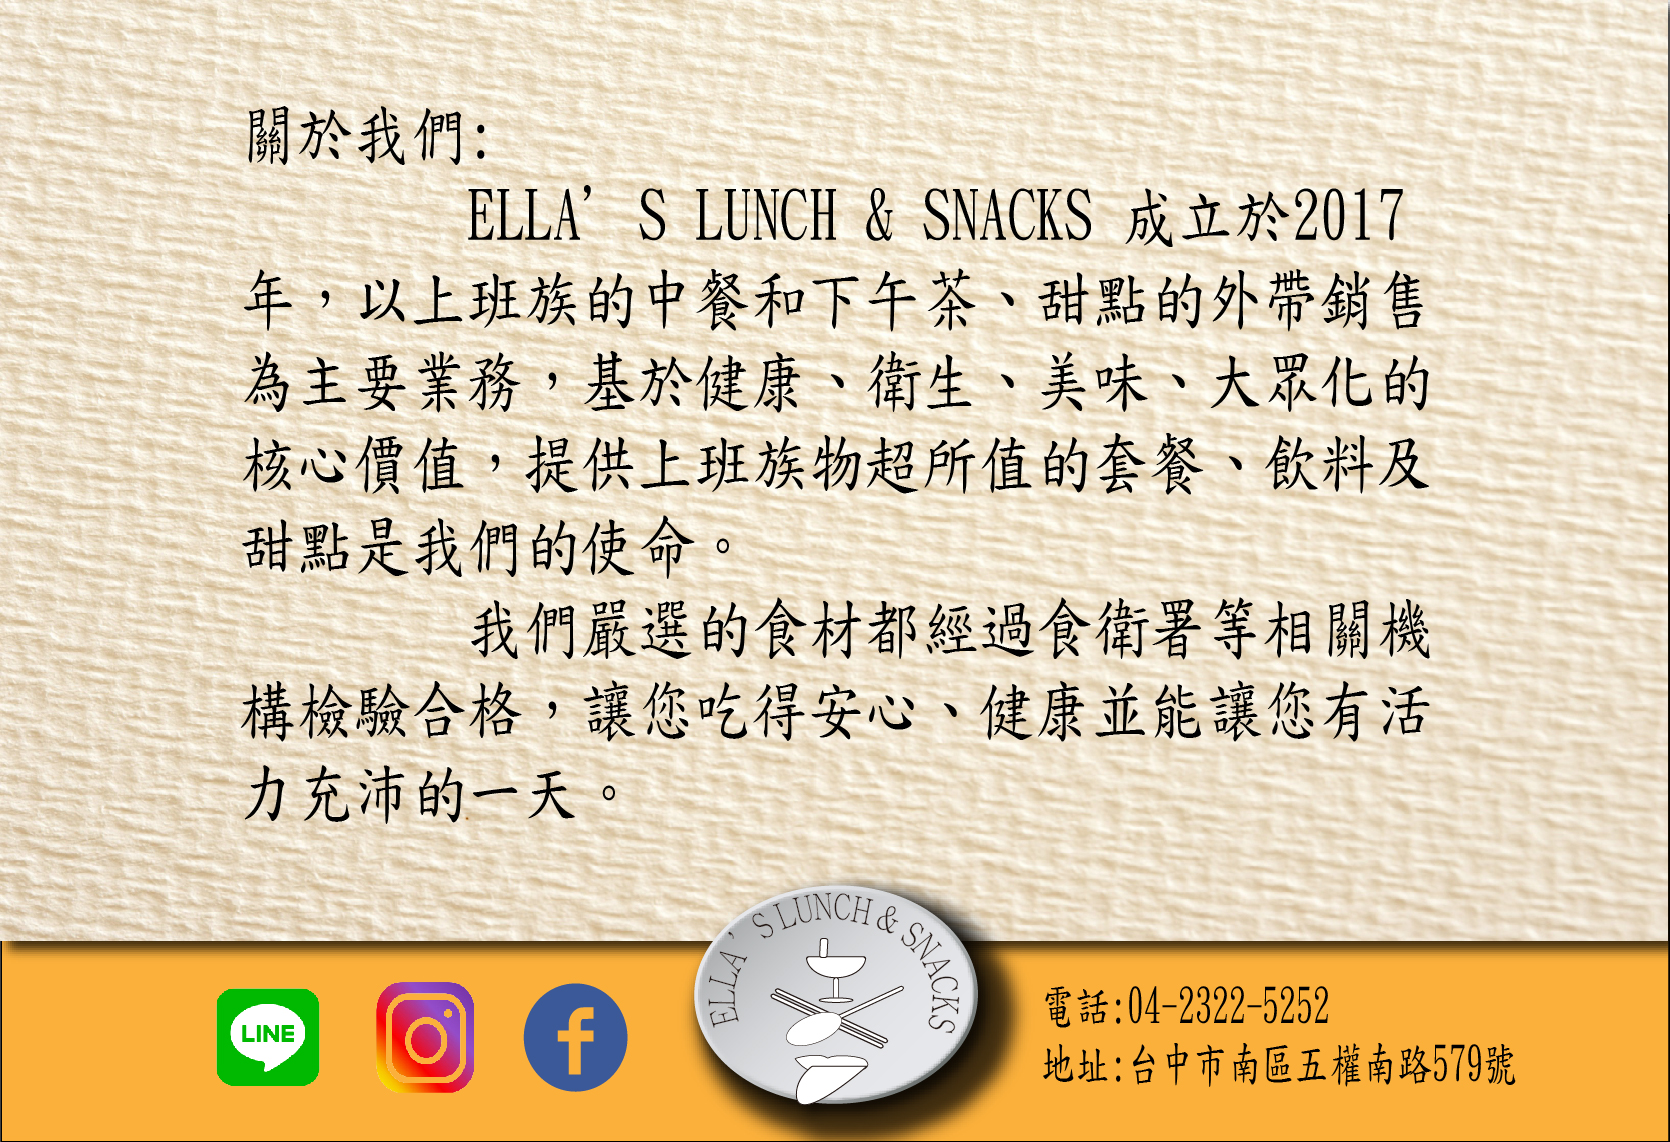 關於我們:
ELLA’S LUNCH & SNACKS 成立於2017
年，以上班族的中餐和下午茶、甜點的外帶銷售
為主要業務，基於健康、衛生、美味、大眾化的
核心價值，提供上班族物超所值的套餐、飲料及
甜點是我們的使命。
我們嚴選的食材都經過食衛署等相關機
構檢驗合格，讓您吃得安心、健康並能讓您有活
力充沛的一天。
LINE
ELLA’S LUNCH & SNACKS
電話:04-2322-5252
地址:台中市南區五權南路579號